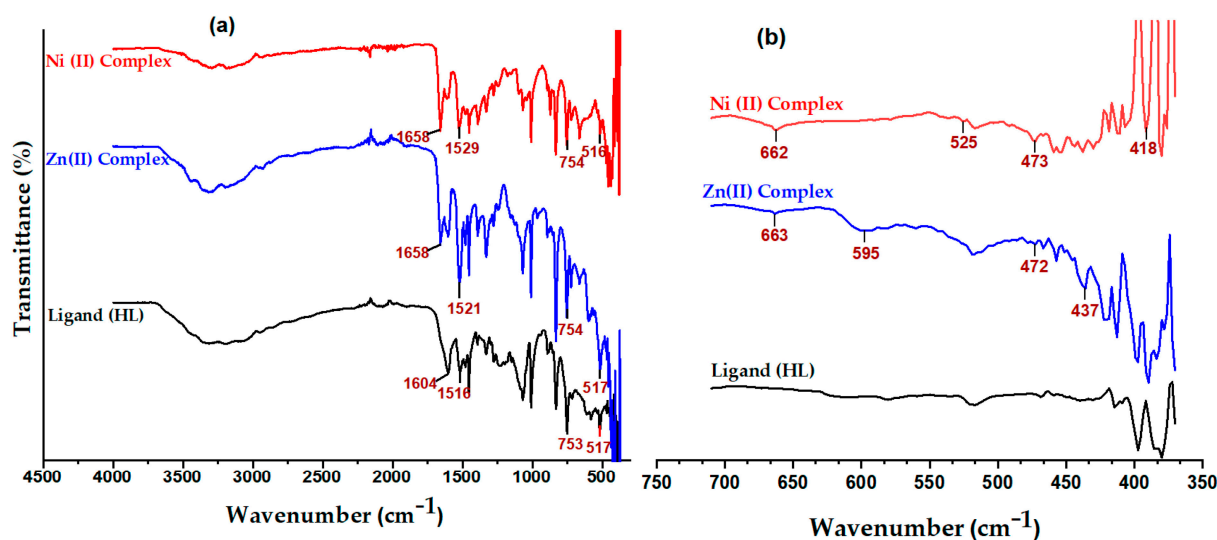 (a)
Ni (II) Complex
1658
1529
754
516
Zn(II) Complex
1658
1521
754
517
Ligand (HL)
1604
1516
753
517
Transmittance (%)
4500 4000 3500 3000 2500 2000 1500 1000 500
Wavenumber (cm⁻¹)
(b)
Ni (II) Complex
662
525
473
418
Zn(II) Complex
663
595
472
437
Ligand (HL)
750 700 650 600 550 500 450 400 350
Wavenumber (cm⁻¹)